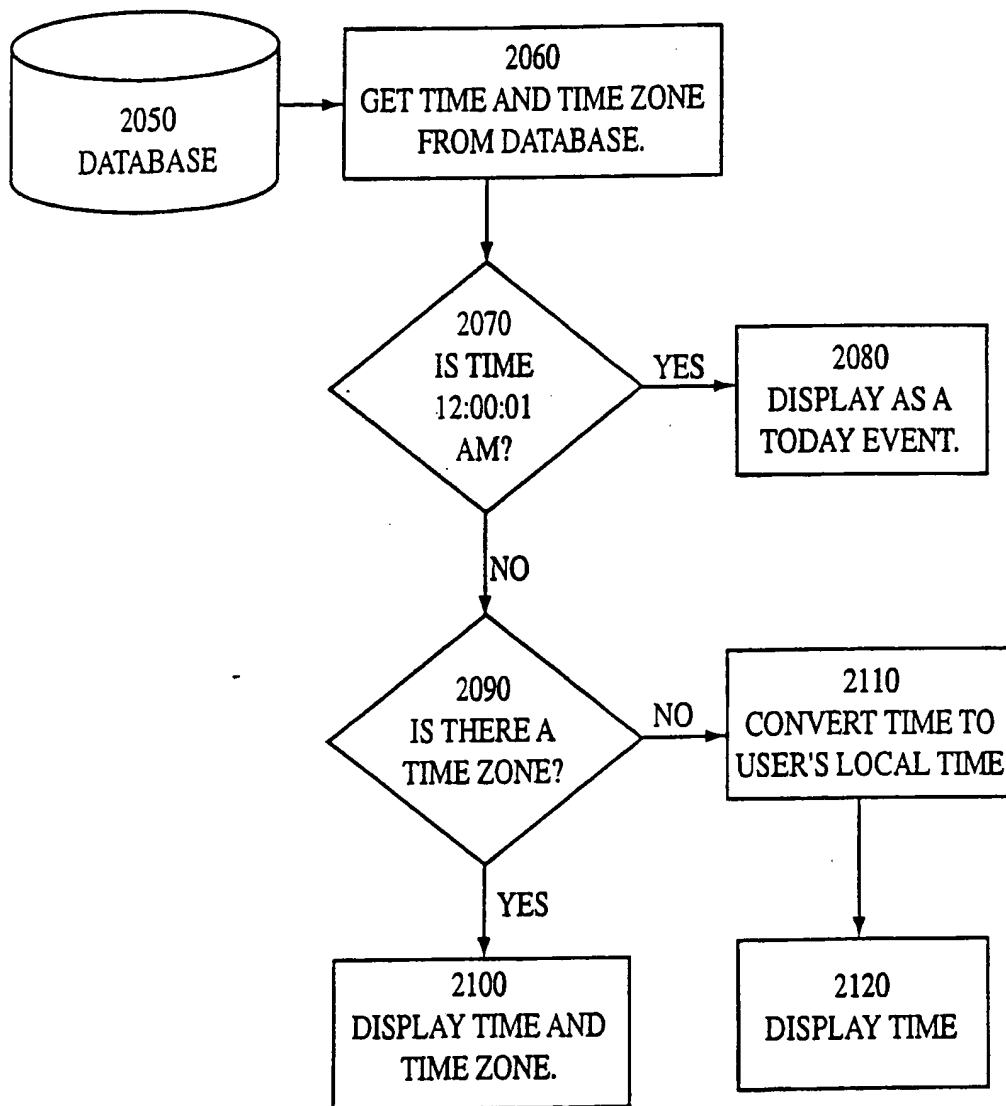 2050
DATABASE
2060
GET TIME AND TIME ZONE
FROM DATABASE.
2070
IS TIME
12:00:01
AM?
YES
2080
DISPLAY AS A
TODAY EVENT.
NO
2090
IS THERE A
TIME ZONE?
NO
2110
CONVERT TIME TO
USER'S LOCAL TIME
YES
2100
DISPLAY TIME AND
TIME ZONE.
2120
DISPLAY TIME